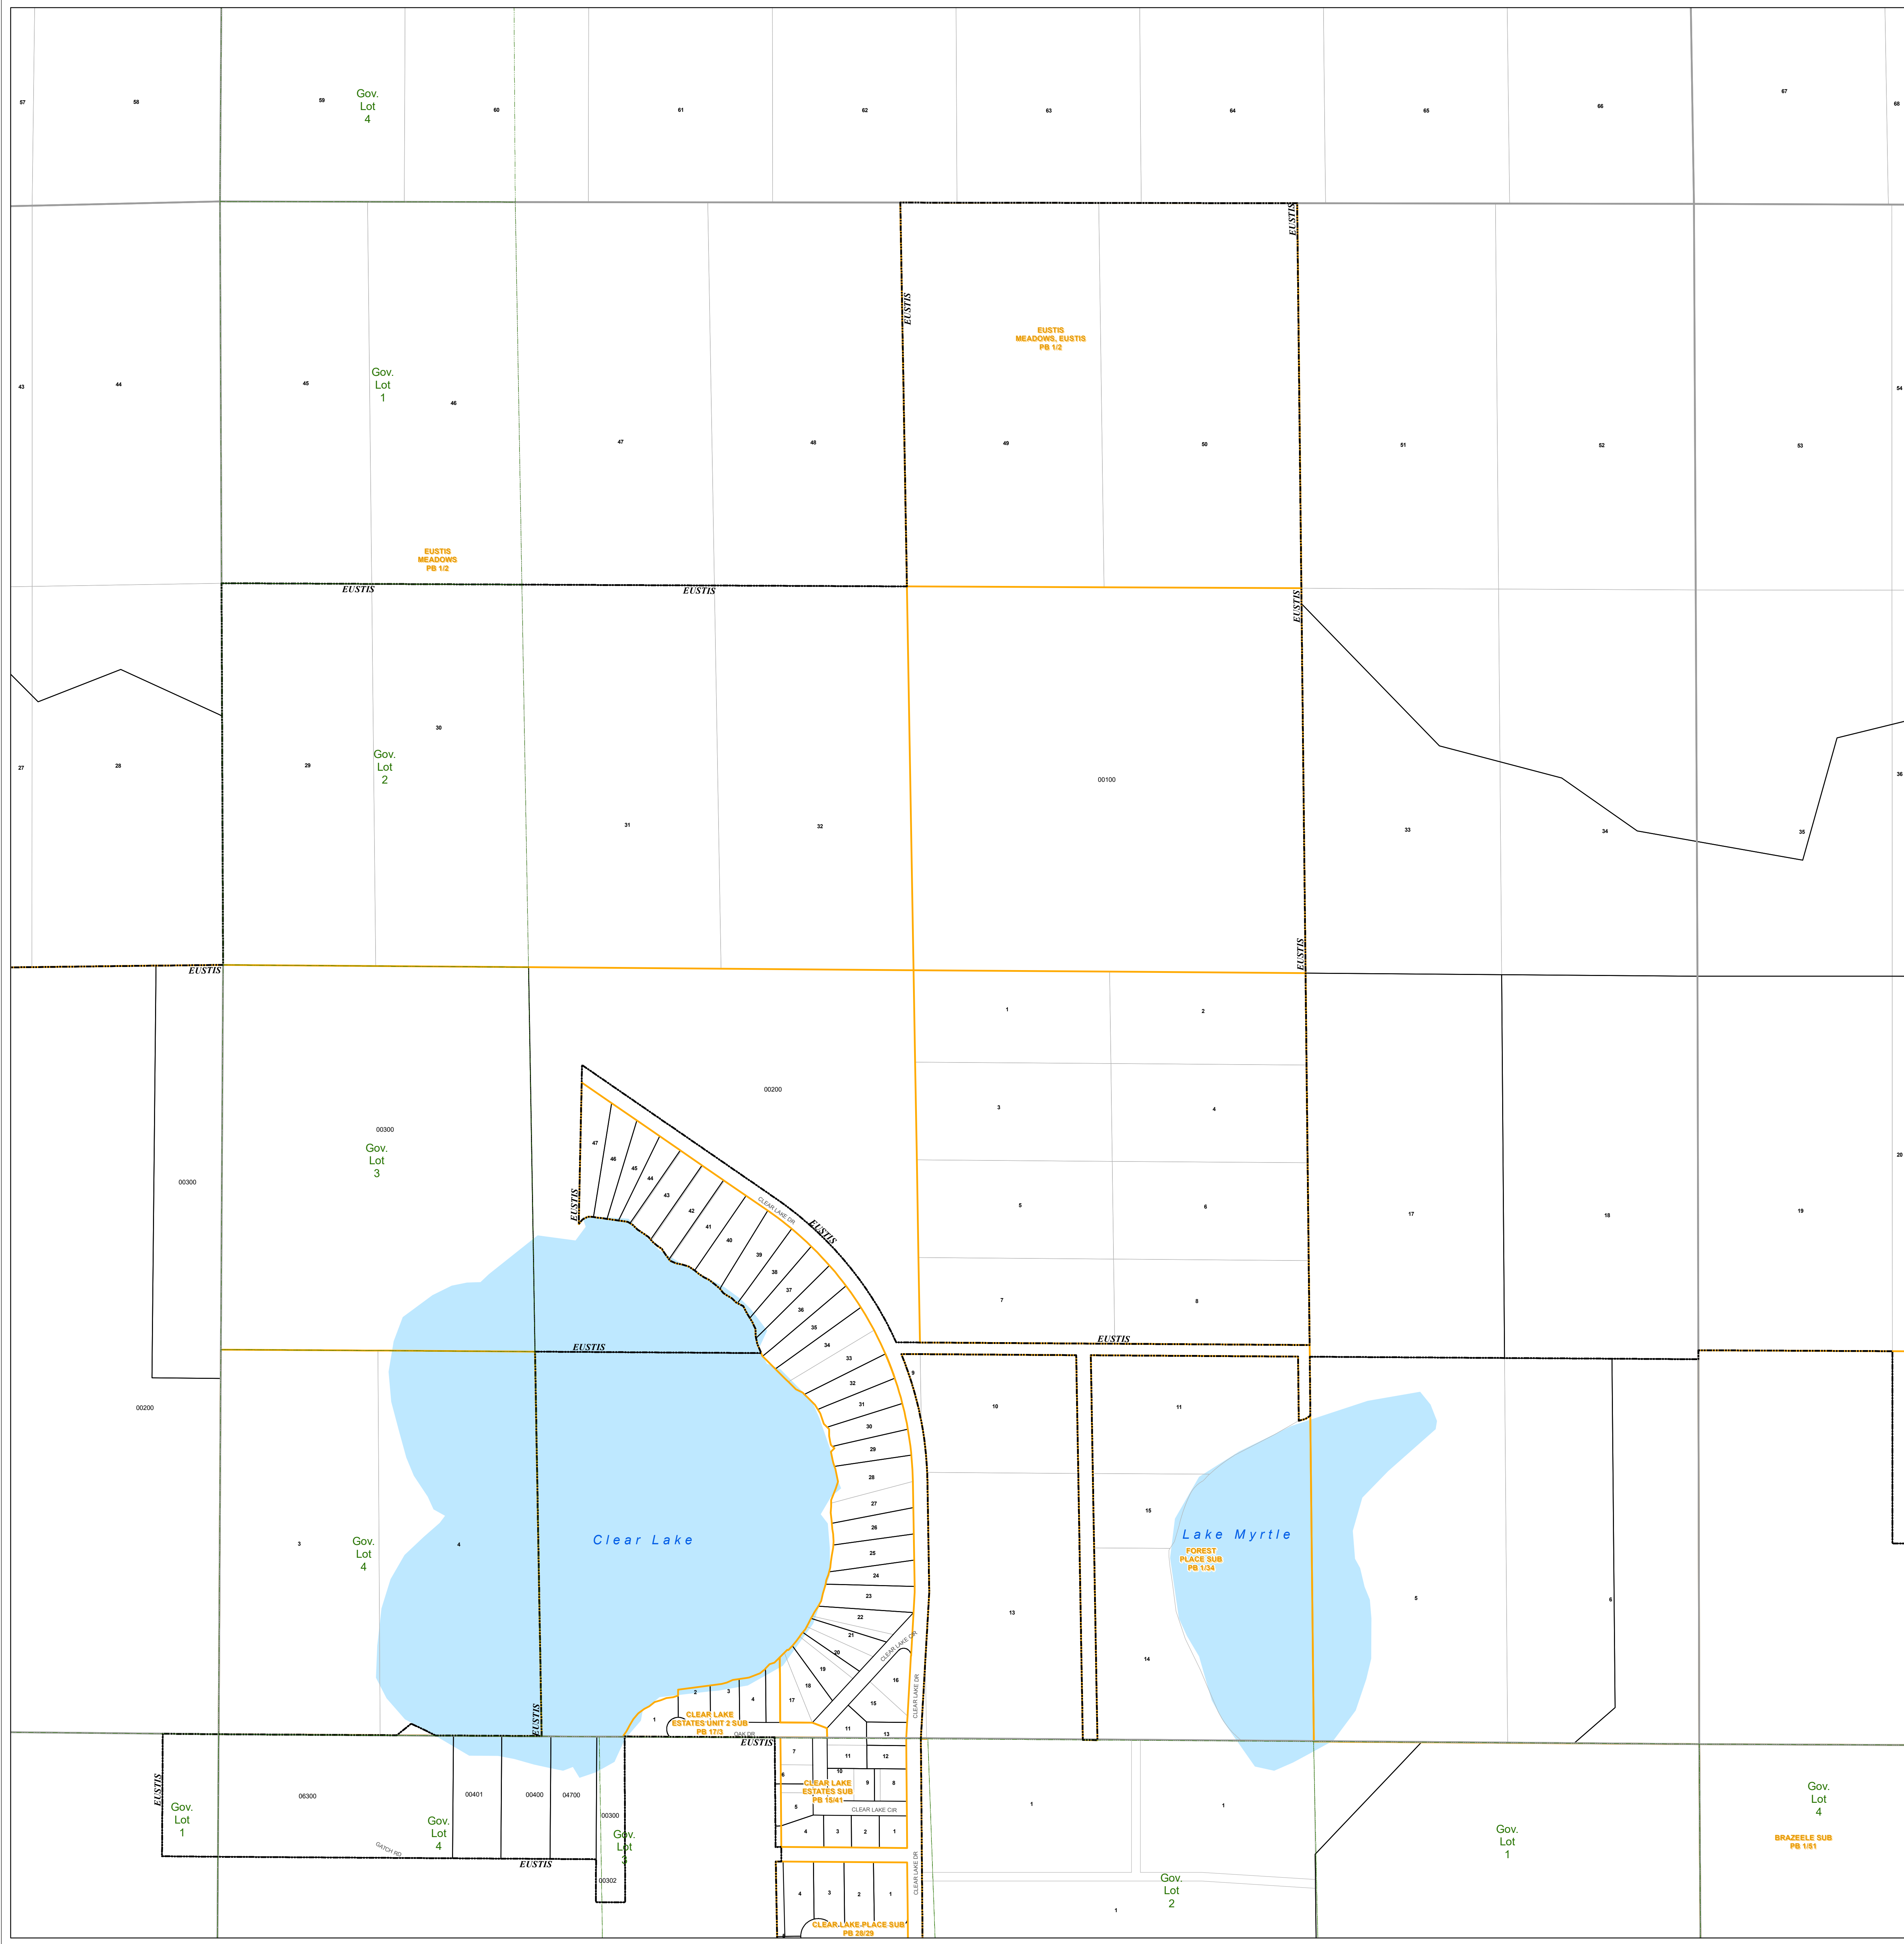 57
58
59
Gov.
Lot
4
60
61
62
63
64
65
66
67
68
EUSTIS
EUSTIS
EUSTIS
MEADOWS, EUSTIS
PB 1/2
43
44
45
Gov.
Lot
1
46
47
48
49
50
51
52
53
54
EUSTIS
MEADOWS
PB 1/2
EUSTIS
EUSTIS
EUSTIS
27
28
29
30
Gov.
Lot
2
31
32
00100
33
34
35
36
EUSTIS
EUSTIS
1
2
3
4
5
6
7
8
00200
00300
Gov.
Lot
3
00300
47
46
45
44
43
42
41
40
39
38
37
36
35
34
33
32
31
30
29
28
27
26
25
24
23
22
21
20
19
18
17
16
15
CLEAR LAKE DR
EUSTIS
EUSTIS
17
18
19
20
EUSTIS
EUSTIS
9
10
11
00200
3
Gov.
Lot
4
4
Clear Lake
13
15
14
Lake Myrtle
FOREST
PLACE SUB
PB 1/34
5
6
CLEAR LAKE CIR
CLEAR LAKE DR
EUSTIS
1
2
3
4
CLEAR LAKE
ESTATES UNIT 2 SUB
PB 17/3
OAK DR
EUSTIS
11
13
7
11
12
6
10
9
8
CLEAR LAKE
ESTATES SUB
PB 15/41
5
CLEAR LAKE CIR
4
3
2
1
EUSTIS
Gov.
Lot
1
06300
GATCH RD
Gov.
Lot
4
00401
00400
04700
00300
Gov.
Lot
3
EUSTIS
00302
4
3
2
1
CLEAR LAKE DR
CLEAR LAKE PLACE SUB
PB 28/29
1
1
1
Gov.
Lot
2
Gov.
Lot
1
Gov.
Lot
4
BRAZEELE SUB
PB 1/51